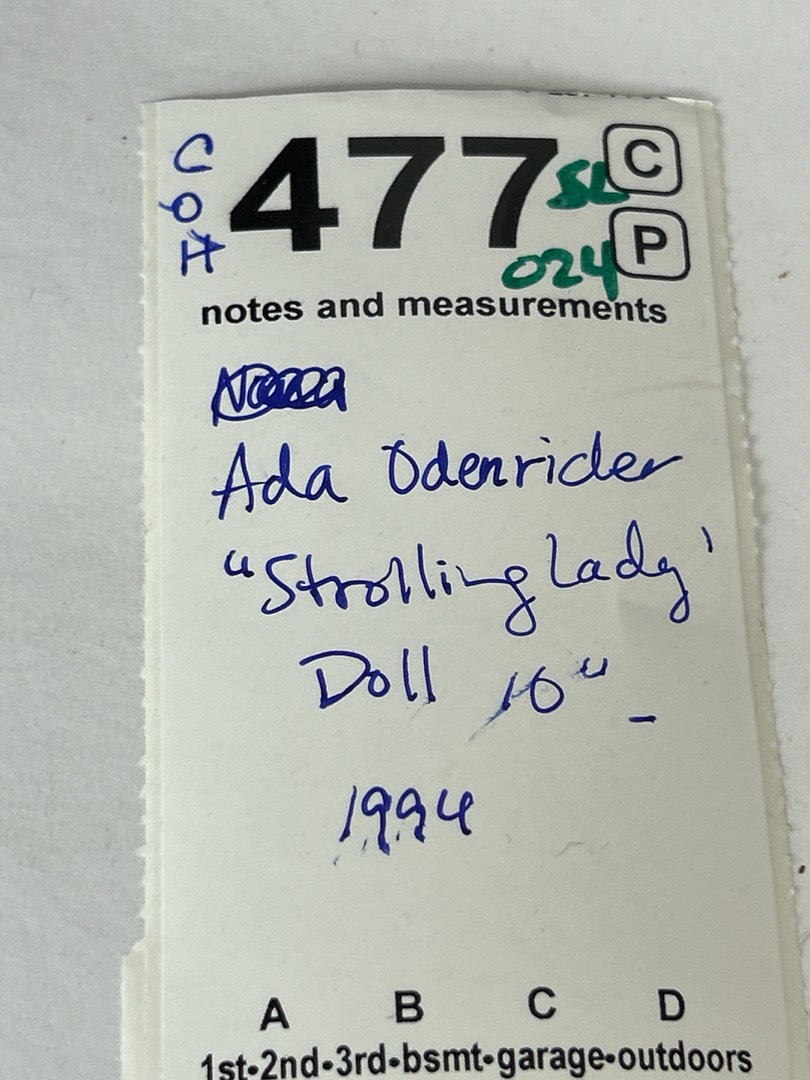 C
O
H
477
SL
C
024
P
notes and measurements
Ada Odenrider
"Strolling Lady'
Doll 10" -
1994
A B C D
1st•2nd•3rd•bsmt•garage•outdoors